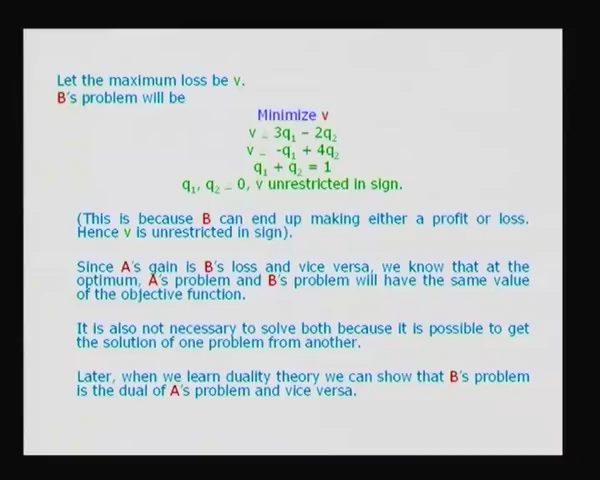 Let the maximum loss be v.
B's problem will be
Minimize v
v _ 3q₁ – 2q₂
v _ -q₁ + 4q₂
q₁ + q₂ = 1
q₁, q₂ _ 0, v unrestricted in sign.
(This is because B can end up making either a profit or loss.
Hence v is unrestricted in sign).
Since A's gain is B's loss and vice versa, we know that at the
optimum, A's problem and B's problem will have the same value
of the objective function.
It is also not necessary to solve both because it is possible to get
the solution of one problem from another.
Later, when we learn duality theory we can show that B's problem
is the dual of A's problem and vice versa.